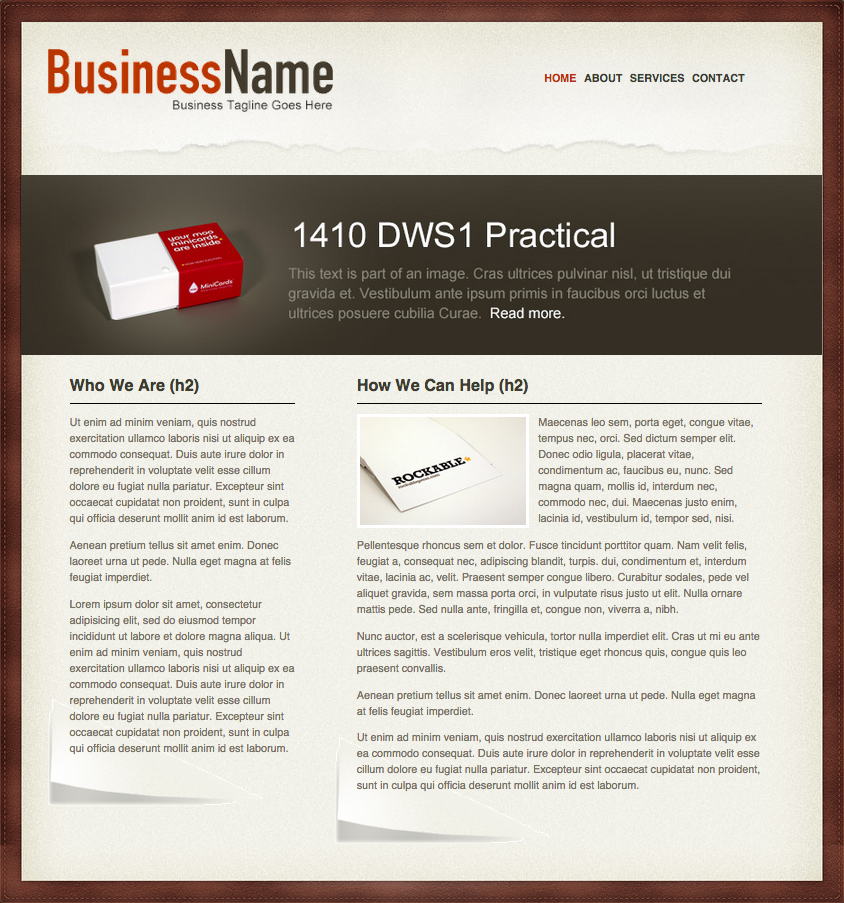 BusinessName
Business Tagline Goes Here
HOME ABOUT SERVICES CONTACT
your moo
minicards
are inside*
MiniCards
1410 DWS1 Practical
This text is part of an image. Cras ultrices pulvinar nisl, ut tristique dui
gravida et. Vestibulum ante ipsum primis in faucibus orci luctus et
ultrices posuere cubilia Curae. Read more.
Who We Are (h2)
Ut enim ad minim veniam, quis nostrud
exercitation ullamco laboris nisi ut aliquip ex ea
commodo consequat. Duis aute irure dolor in
reprehenderit in voluptate velit esse cillum
dolore eu fugiat nulla pariatur. Excepteur sint
occaecat cupidatat non proident, sunt in culpa
qui officia deserunt mollit anim id est laborum.
Aenean pretium tellus sit amet enim. Donec
laoreet urna ut pede. Nulla eget magna at felis
feugiat imperdiet.
Lorem ipsum dolor sit amet, consectetur
adipisicing elit, sed do eiusmod tempor
incididunt ut labore et dolore magna aliqua. Ut
enim ad minim veniam, quis nostrud
exercitation ullamco laboris nisi ut aliquip ex ea
commodo consequat. Duis aute irure dolor in
reprehenderit in voluptate velit esse cillum
dolore eu fugiat nulla pariatur. Excepteur sint
occaecat cupidatat non proident, sunt in culpa
qui officia deserunt mollit anim id est laborum.
How We Can Help (h2)
ROCKABLE
Maecenas leo sem, porta eget, congue vitae,
tempus nec, orci. Sed dictum semper elit.
Donec odio ligula, placerat vitae,
condimentum ac, faucibus eu, nunc. Sed
magna quam, mollis id, interdum nec,
commodo nec, dui. Maecenas justo enim,
lacinia id, vestibulum id, tempor sed, nisi.
Pellentesque rhoncus sem et dolor. Fusce tincidunt porttitor quam. Nam velit felis,
feugiat a, consequat nec, adipiscing blandit, turpis. dui, condimentum et, interdum
vitae, lacinia ac, velit. Praesent semper congue libero. Curabitur sodales, pede vel
aliquet gravida, sem massa porta orci, in vulputate risus justo ut elit. Nulla ornare
mattis pede. Sed nulla ante, fringilla et, congue non, viverra a, nibh.
Nunc auctor, est a scelerisque vehicula, tortor nulla imperdiet elit. Cras ut mi eu ante
ultrices sagittis. Vestibulum eros velit, tristique eget rhoncus quis, congue quis leo
praesent convallis.
Aenean pretium tellus sit amet enim. Donec laoreet urna ut pede. Nulla eget magna
at felis feugiat imperdiet.
Ut enim ad minim veniam, quis nostrud exercitation ullamco laboris nisi ut aliquip ex
ea commodo consequat. Duis aute irure dolor in reprehenderit in voluptate velit esse
cillum dolore eu fugiat nulla pariatur. Excepteur sint occaecat cupidatat non proident,
sunt in culpa qui officia deserunt mollit anim id est laborum.